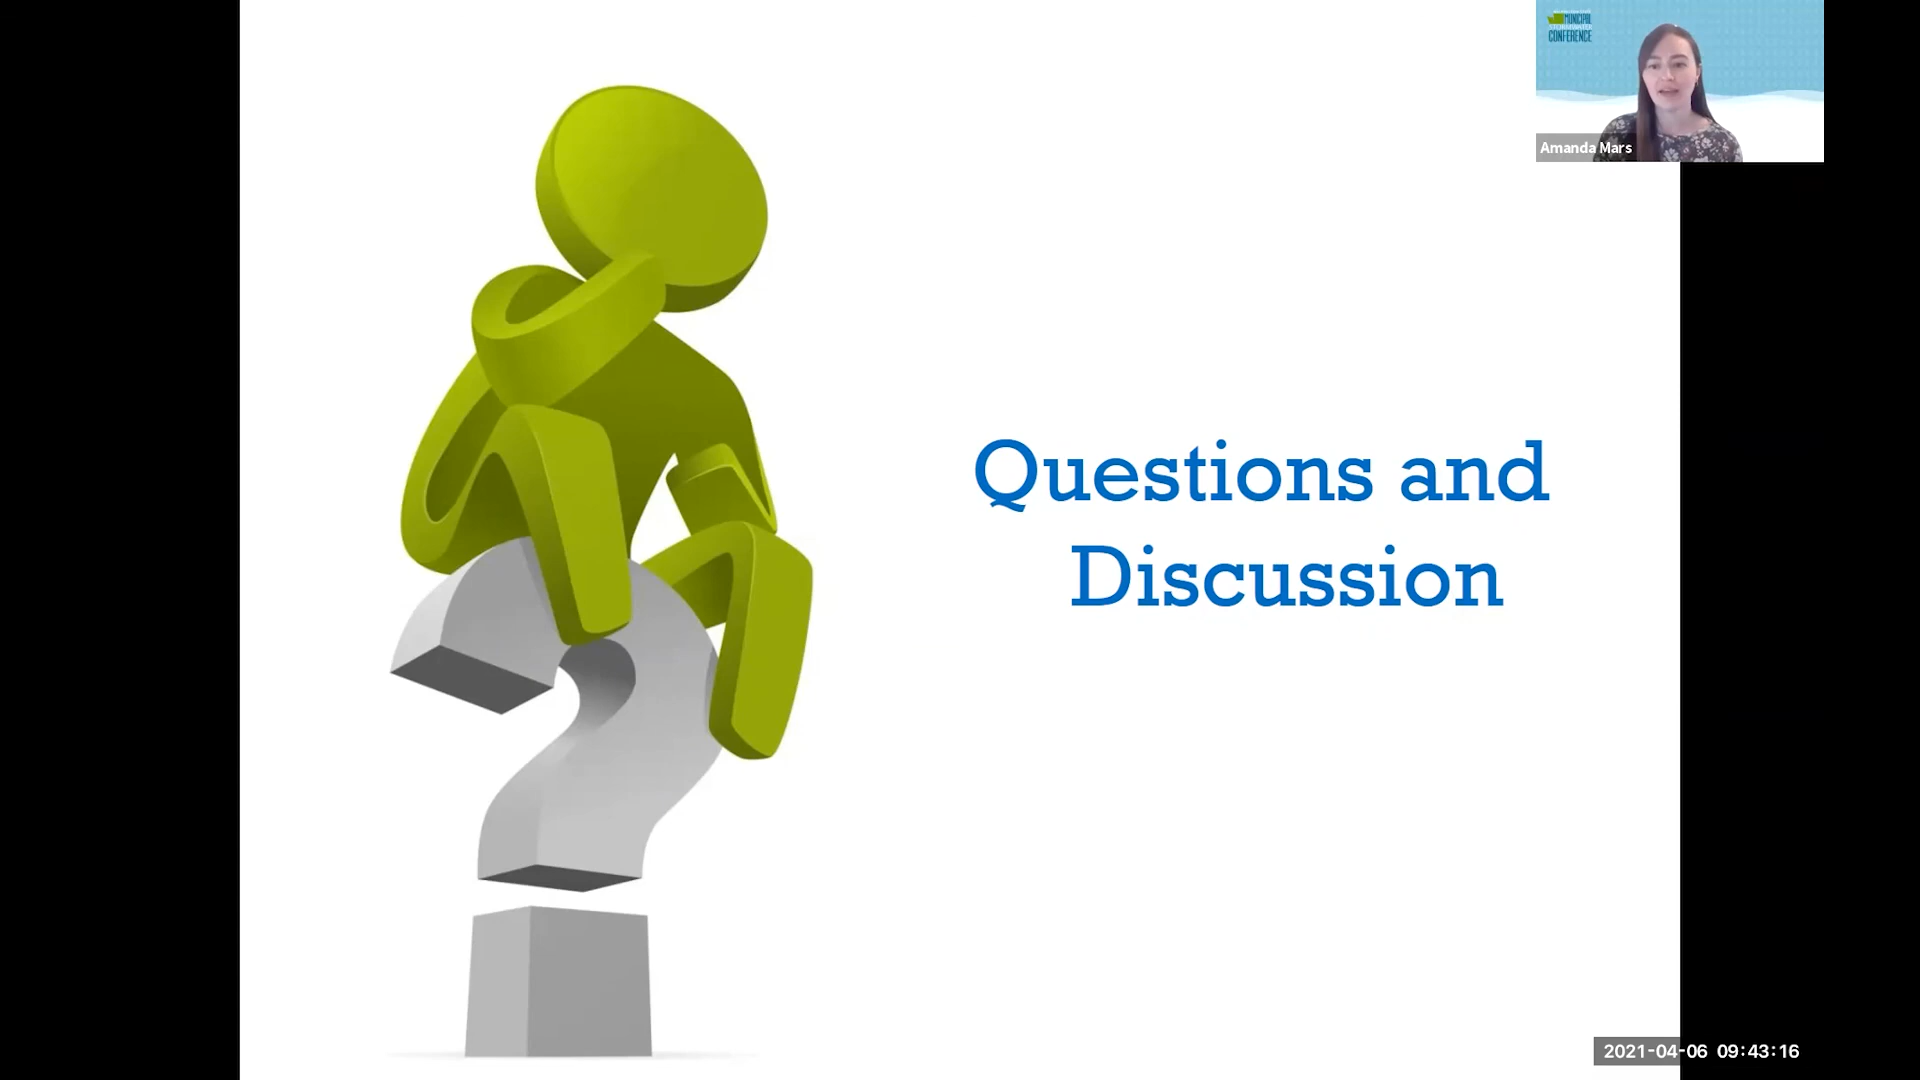 MUNICIPAL
CONFERENCE
Amanda Mars
Questions and
Discussion
2021-04-06 09:43:16